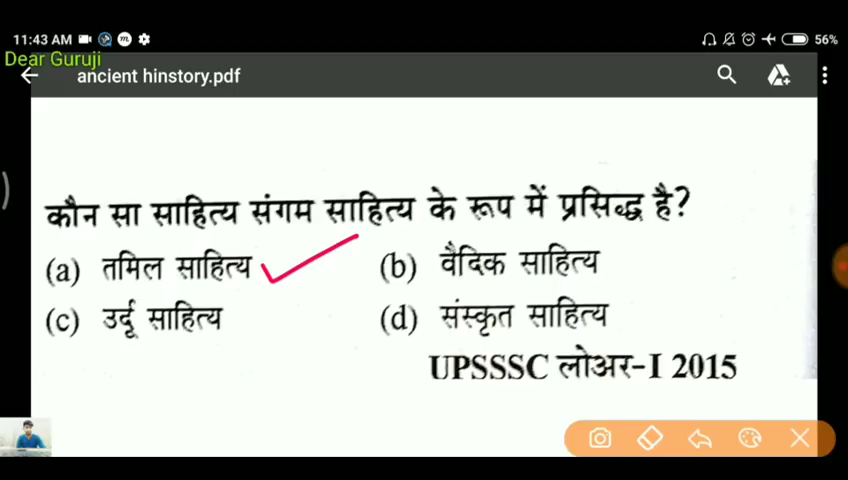 11:43 AM 56%
Dear Guruji
ancient hinstory.pdf
कौन सा साहित्य संगम साहित्य के रूप में प्रसिद्ध है?
(a) तमिल साहित्य (b) वैदिक साहित्य
(c) उर्दू साहित्य (d) संस्कृत साहित्य
UPSSSC लोअर-I 2015